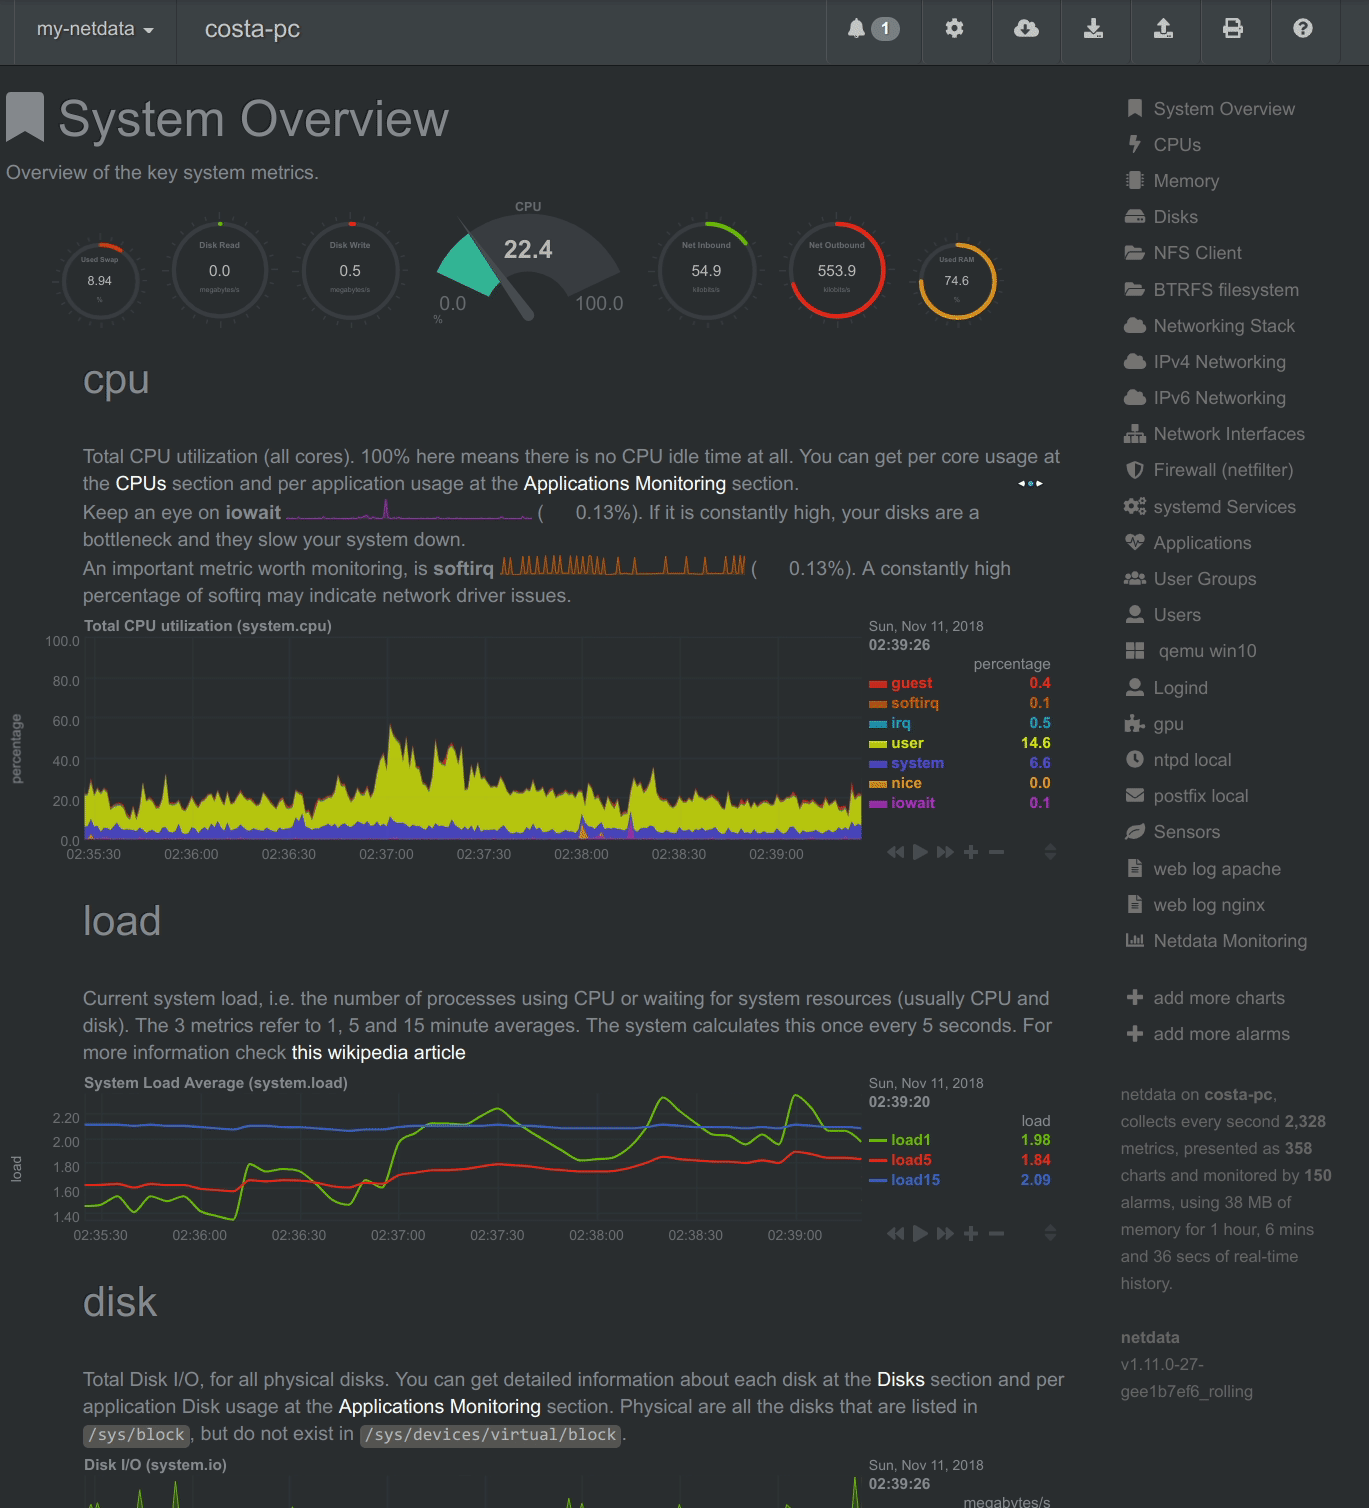 my-netdata
costa-pc
1
System Overview
Overview of the key system metrics.
Used Swap
8.94
%
Disk Read
0.0
megabytes/s
Disk Write
0.5
megabytes/s
CPU
22.4
0.0
100.0
%
Net Inbound
54.9
kilobits/s
Net Outbound
553.9
kilobits/s
Used RAM
74.6
%
cpu
Total CPU utilization (all cores). 100% here means there is no CPU idle time at all. You can get per core usage at
the CPUs section and per application usage at the Applications Monitoring section.
Keep an eye on iowait ( 0.13%). If it is constantly high, your disks are a
bottleneck and they slow your system down.
An important metric worth monitoring, is softirq ( 0.13%). A constantly high
percentage of softirq may indicate network driver issues.
Total CPU utilization (system.cpu)
Sun, Nov 11, 2018
02:39:26
percentage
guest 0.4
softirq 0.1
irq 0.5
user 14.6
system 6.6
nice 0.0
iowait 0.1
percentage
100.0
80.0
60.0
40.0
20.0
0.0
02:35:30 02:36:00 02:36:30 02:37:00 02:37:30 02:38:00 02:38:30 02:39:00
load
Current system load, i.e. the number of processes using CPU or waiting for system resources (usually CPU and
disk). The 3 metrics refer to 1, 5 and 15 minute averages. The system calculates this once every 5 seconds. For
more information check this wikipedia article
System Load Average (system.load)
Sun, Nov 11, 2018
02:39:20
load
load1 1.98
load5 1.84
load15 2.09
load
2.20
2.00
1.80
1.60
1.40
02:35:30 02:36:00 02:36:30 02:37:00 02:37:30 02:38:00 02:38:30 02:39:00
disk
Total Disk I/O, for all physical disks. You can get detailed information about each disk at the Disks section and per
application Disk usage at the Applications Monitoring section. Physical are all the disks that are listed in
/sys/block , but do not exist in /sys/devices/virtual/block .
Disk I/O (system.io)
Sun, Nov 11, 2018
02:39:26
megabytes/s
System Overview
CPUs
Memory
Disks
NFS Client
BTRFS filesystem
Networking Stack
IPv4 Networking
IPv6 Networking
Network Interfaces
Firewall (netfilter)
systemd Services
Applications
User Groups
Users
qemu win10
Logind
gpu
ntpd local
postfix local
Sensors
web log apache
web log nginx
Netdata Monitoring
add more charts
add more alarms
netdata on costa-pc,
collects every second 2,328
metrics, presented as 358
charts and monitored by 150
alarms, using 38 MB of
memory for 1 hour, 6 mins
and 36 secs of real-time
history.
netdata
v1.11.0-27-
gee1b7ef6_rolling